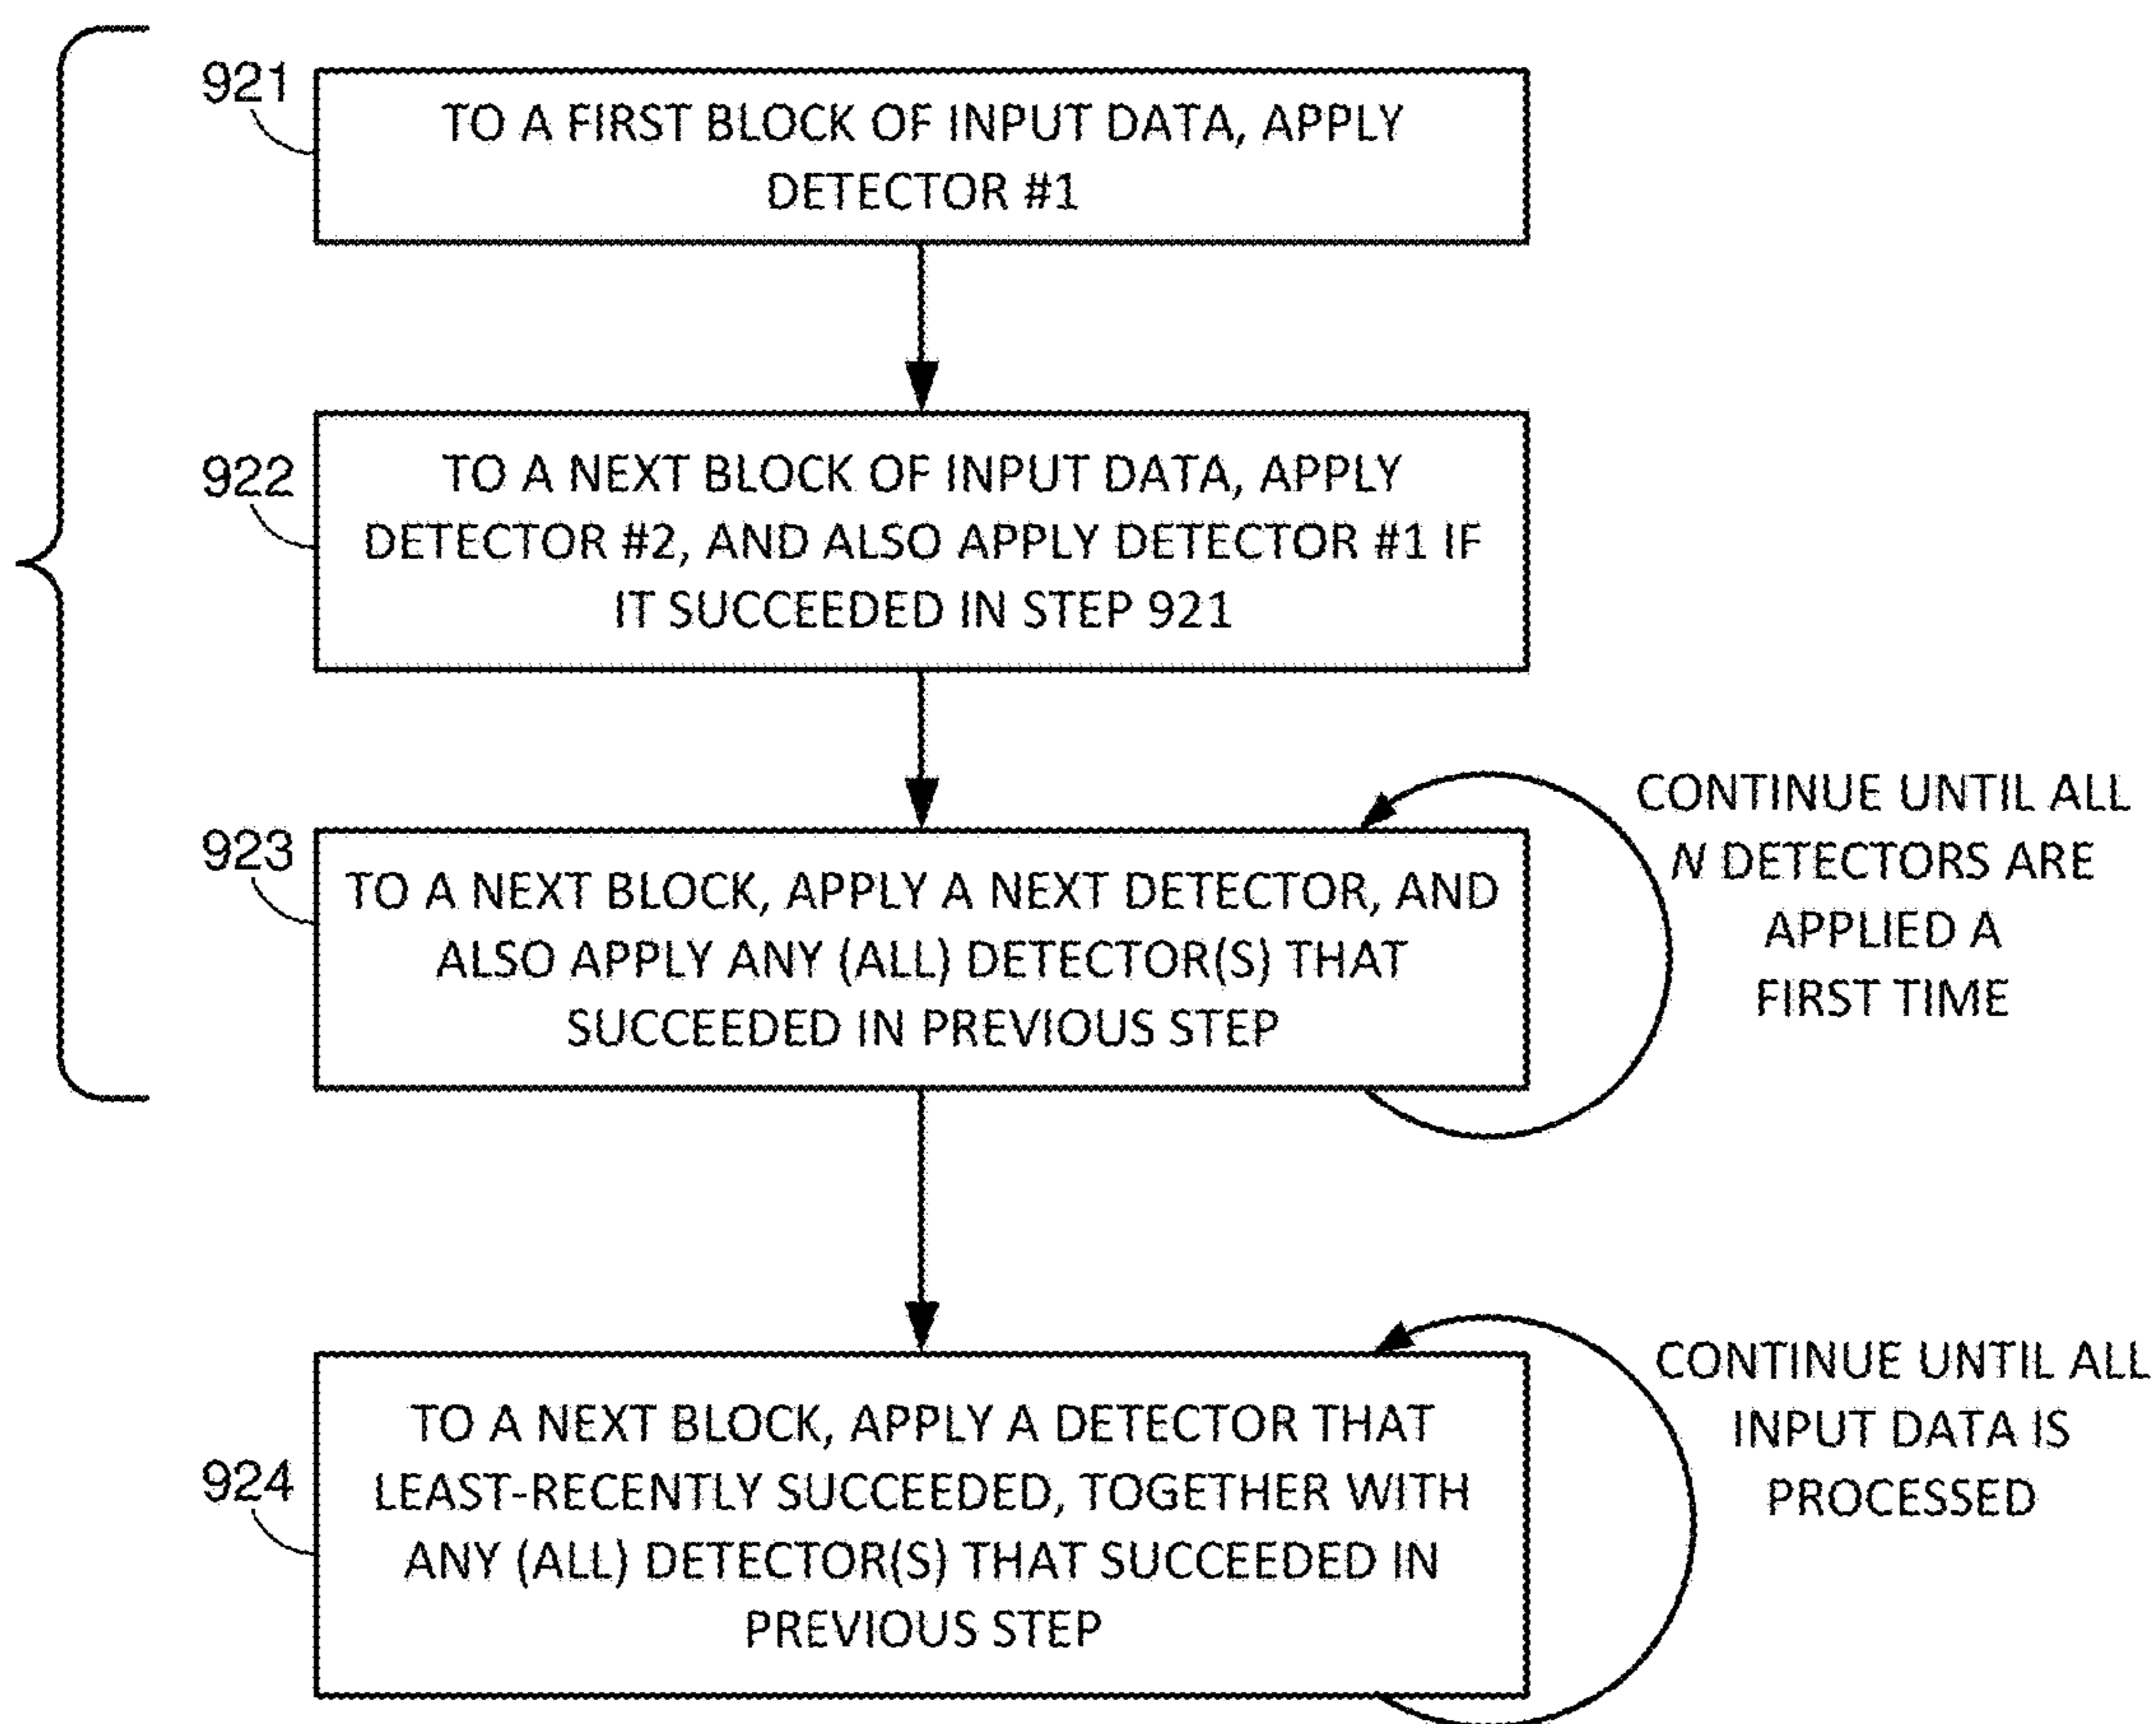 921
TO A FIRST BLOCK OF INPUT DATA, APPLY
DETECTOR #1
922
TO A NEXT BLOCK OF INPUT DATA, APPLY
DETECTOR #2, AND ALSO APPLY DETECTOR #1 IF
IT SUCCEEDED IN STEP 921
923
TO A NEXT BLOCK, APPLY A NEXT DETECTOR, AND
ALSO APPLY ANY (ALL) DETECTOR(S) THAT
SUCCEEDED IN PREVIOUS STEP
CONTINUE UNTIL ALL
N DETECTORS ARE
APPLIED A
FIRST TIME
924
TO A NEXT BLOCK, APPLY A DETECTOR THAT
LEAST-RECENTLY SUCCEEDED, TOGETHER WITH
ANY (ALL) DETECTOR(S) THAT SUCCEEDED IN
PREVIOUS STEP
CONTINUE UNTIL ALL
INPUT DATA IS
PROCESSED